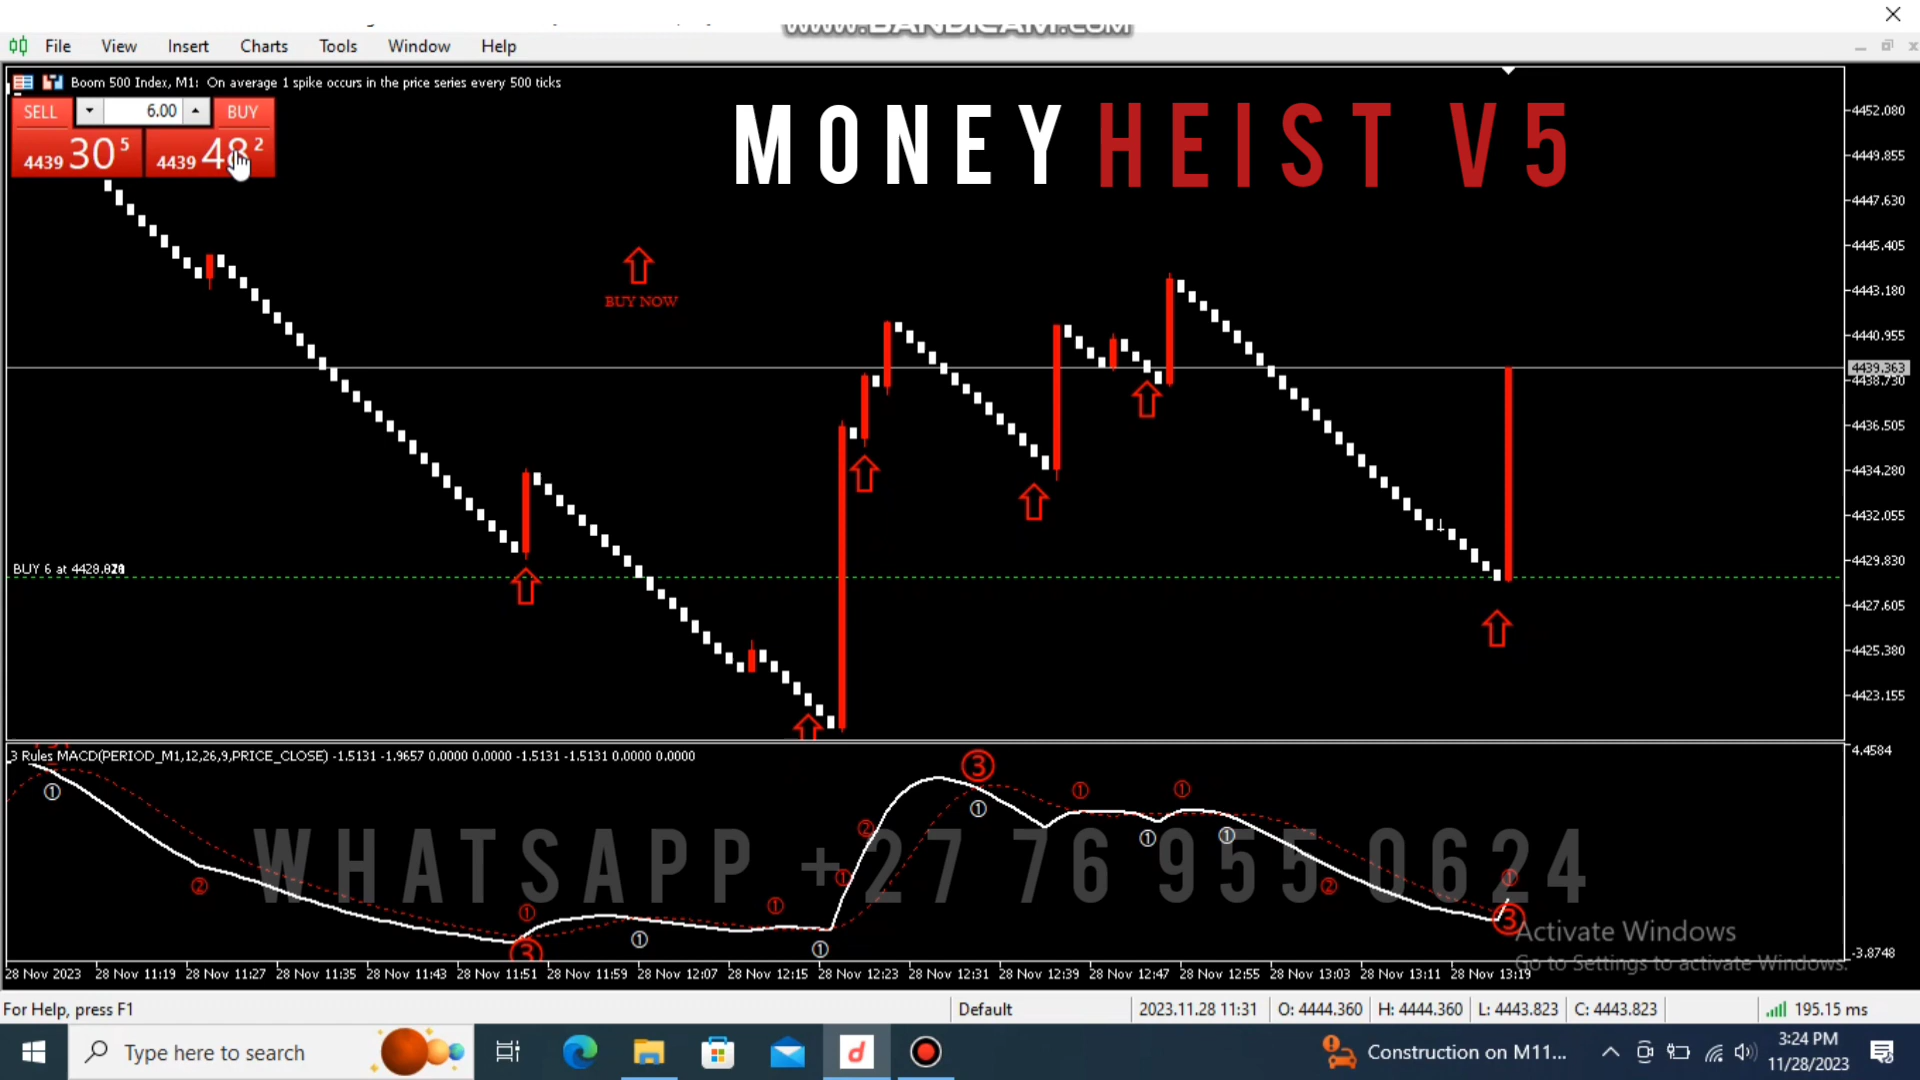 www.BANDICAM.com
File View Insert Charts Tools Window Help
Boom 500 Index, M1: On average 1 spike occurs in the price series every 500 ticks
SELL 6.00 BUY
4439 30 5 4439 48 2
MONEY HEIST V5
BUY NOW
4452.080
4449.855
4447.630
4445.405
4443.180
4440.955
4439.363
4438.730
4436.505
4434.280
4432.055
4429.830
4427.605
4425.380
4423.155
BUY 6 at
3 Rules MACD(PERIOD_M1,12,26,9,PRICE_CLOSE) -1.5131 -1.9657 0.0000 0.0000 -1.5131 -1.5131 0.0000 0.0000
4.4584
-3.8748
WHATSAPP +27 76 955 0624
Activate Windows
Go to Settings to activate Windows.
28 Nov 2023 28 Nov 11:19 28 Nov 11:27 28 Nov 11:35 28 Nov 11:43 28 Nov 11:51 28 Nov 11:59 28 Nov 12:07 28 Nov 12:15 28 Nov 12:23 28 Nov 12:31 28 Nov 12:39 28 Nov 12:47 28 Nov 12:55 28 Nov 13:03 28 Nov 13:11 28 Nov 13:19
For Help, press F1 Default 2023.11.28 11:31 O: 4444.360 H: 4444.360 L: 4443.823 C: 4443.823 195.15 ms
Type here to search Construction on M11... 3:24 PM
11/28/2023